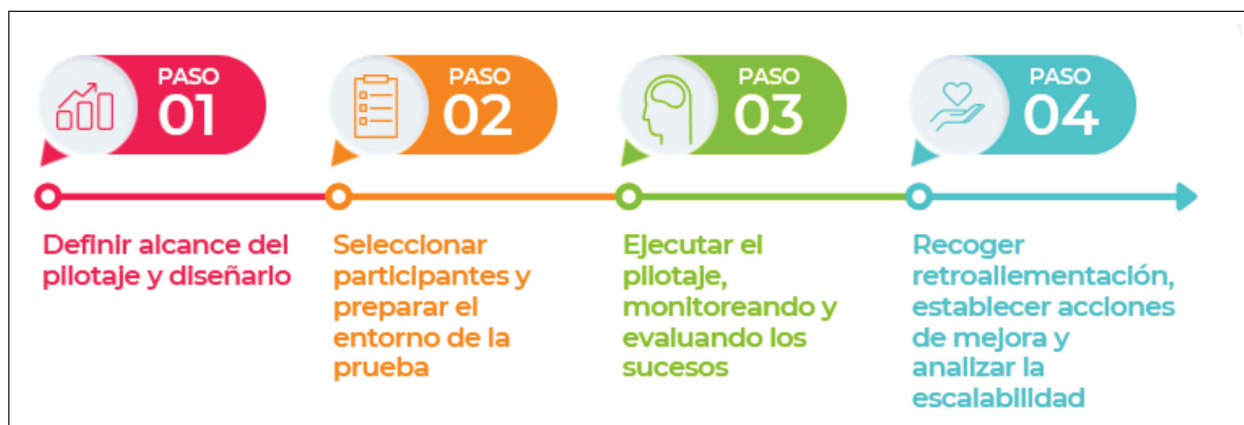 PASO
01
PASO
02
PASO
03
PASO
04
Definir alcance del
pilotaje y diseñarlo
Seleccionar
participantes y
preparar el
entorno de la
prueba
Ejecutar el
pilotaje,
monitoreando y
evaluando los
sucesos
Recoger
retroaliementación,
establecer acciones
de mejora y
analizar la
escalabilidad